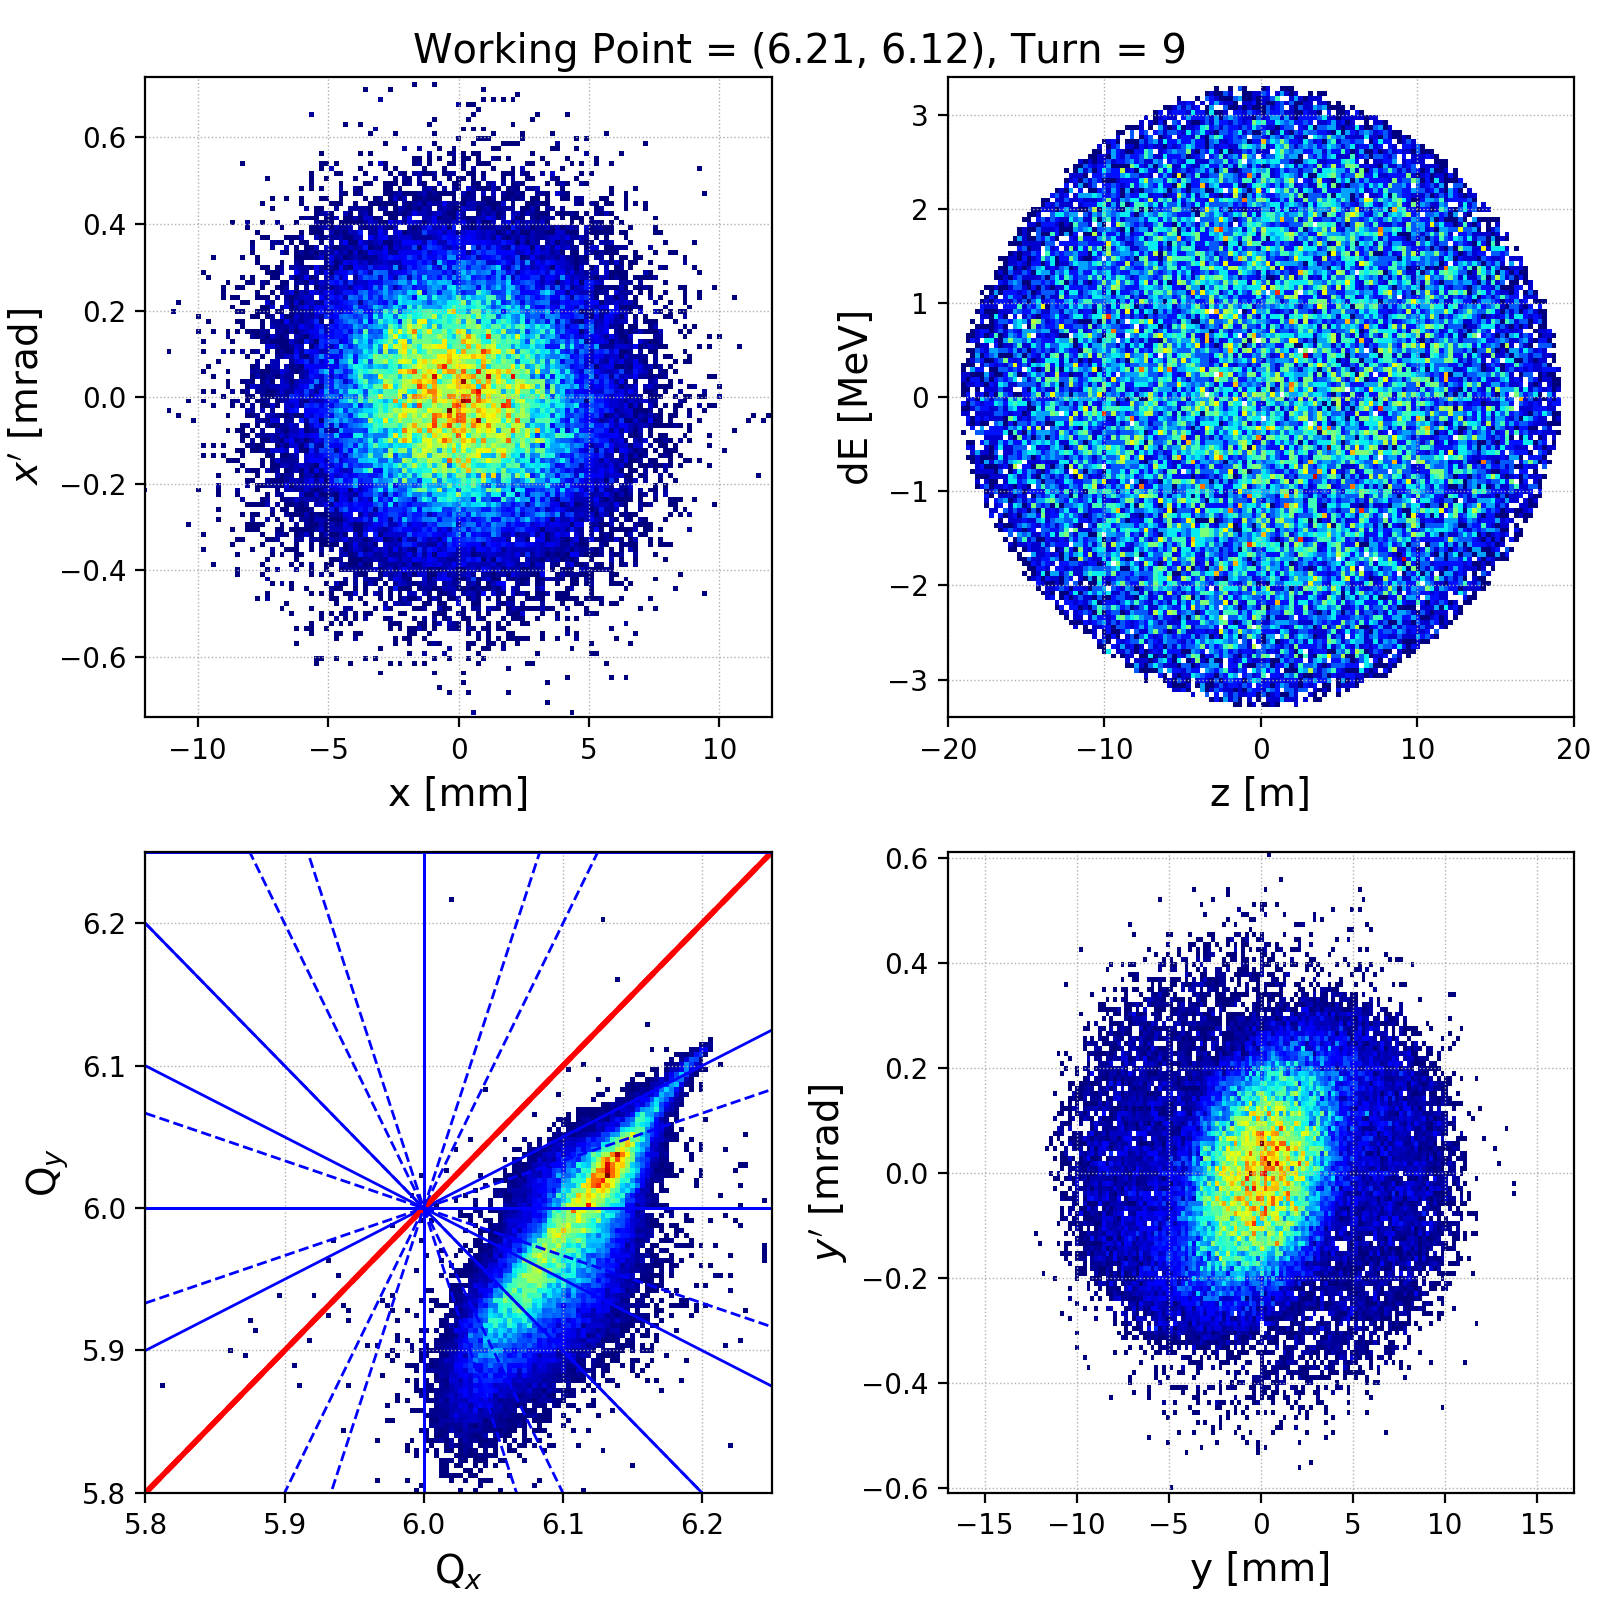 Working Point = (6.21, 6.12), Turn = 9
0.6
0.4
0.2
0.0
−0.2
−0.4
−0.6
x′ [mrad]
−10 −5 0 5 10
x [mm]
3
2
1
0
−1
−2
−3
dE [MeV]
−20 −10 0 10 20
z [m]
6.2
6.1
6.0
5.9
5.8
Qy
5.8 5.9 6.0 6.1 6.2
Qx
0.6
0.4
0.2
0.0
−0.2
−0.4
−0.6
y′ [mrad]
−15 −10 −5 0 5 10 15
y [mm]